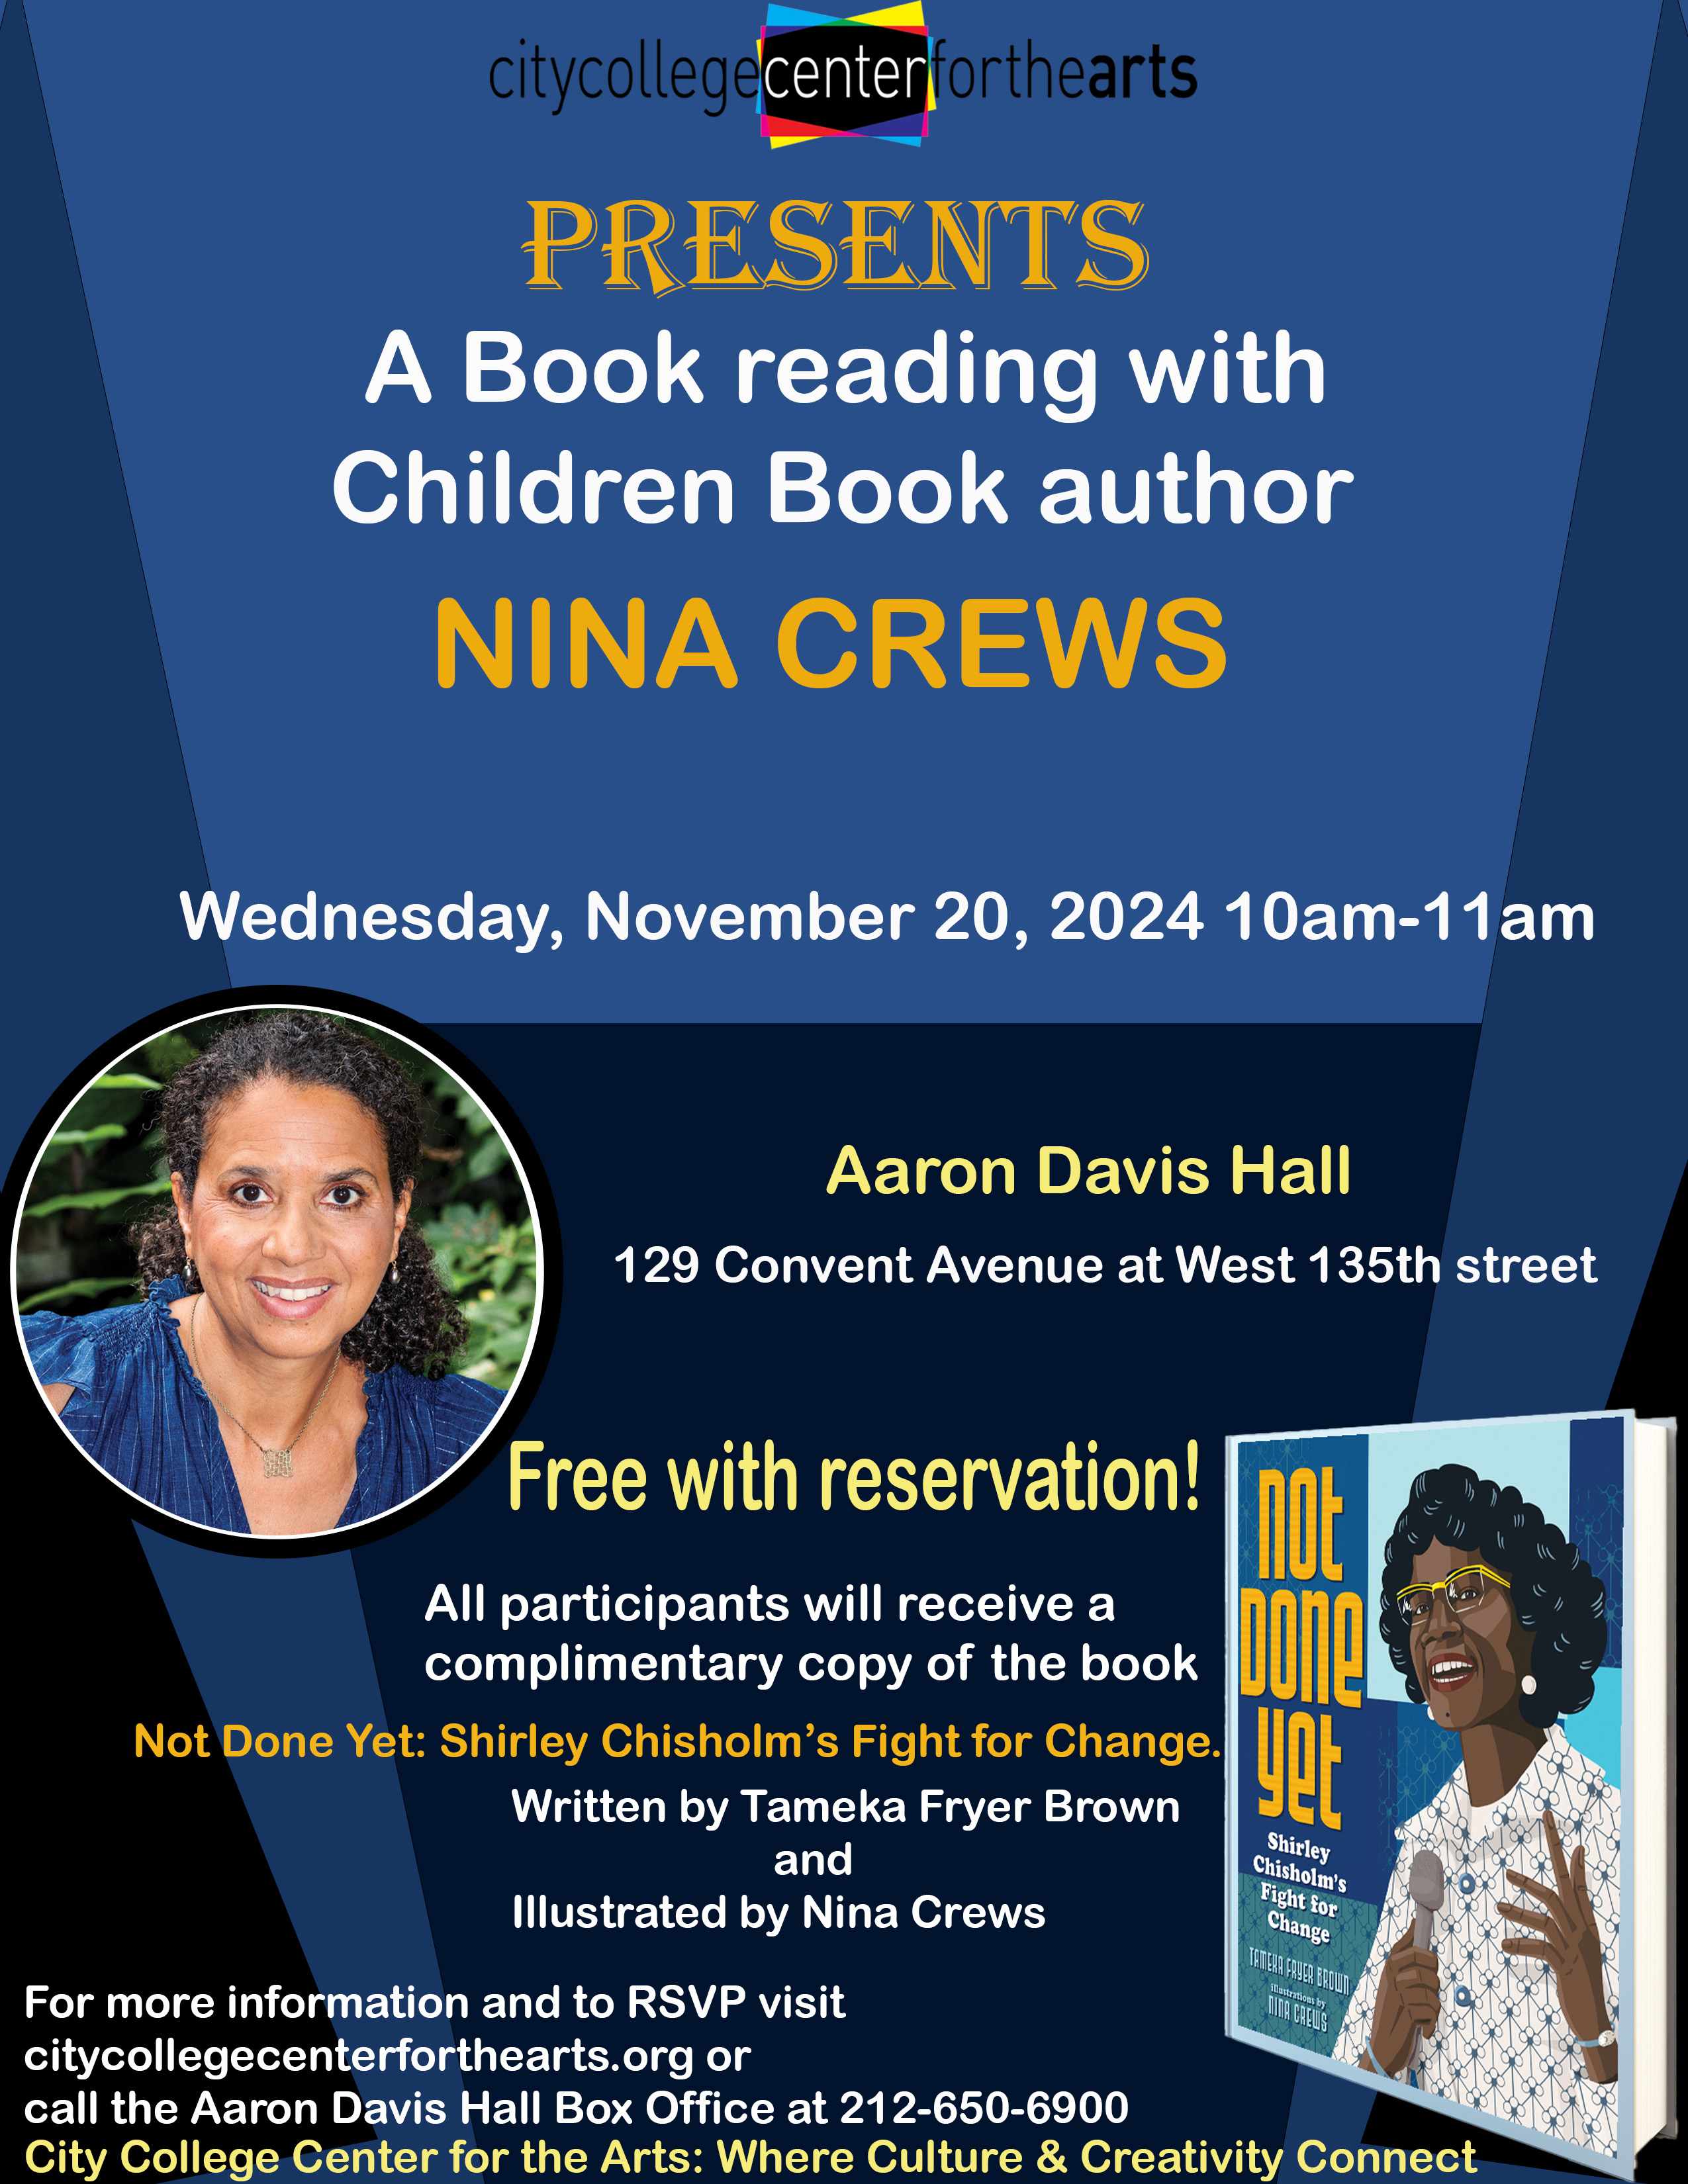 citycollegecenterforthearts
PRESENTS
A Book reading with
Children Book author
NINA CREWS
Wednesday, November 20, 2024 10am-11am
Aaron Davis Hall
129 Convent Avenue at West 135th street
Free with reservation!
All participants will receive a
complimentary copy of the book
Not Done Yet: Shirley Chisholm's Fight for Change.
Written by Tameka Fryer Brown
and
Illustrated by Nina Crews
not
Done
yet
Shirley
Chisholm's
Fight for
Change
TAMEKA FRYER BROWN
illustrations by
NINA CREWS
For more information and to RSVP visit
citycollegecenterforthearts.org or
call the Aaron Davis Hall Box Office at 212-650-6900
City College Center for the Arts: Where Culture & Creativity Connect